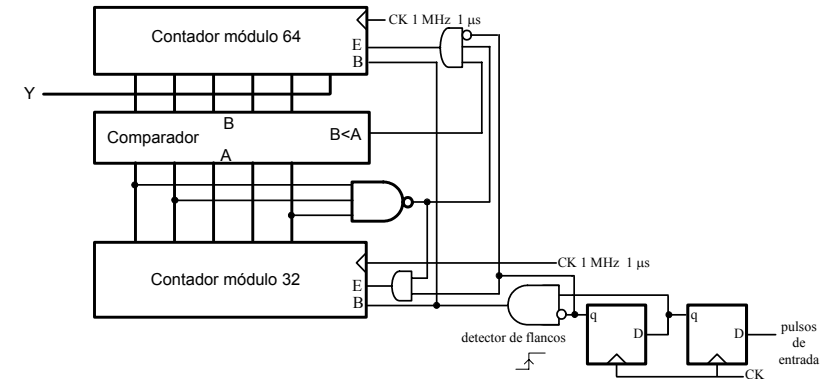 Contador módulo 64
CK 1 MHz 1 μs
E
B
Y
B
Comparador
B<A
A
CK 1 MHz 1 μs
Contador módulo 32
E
B
q
D
q
D
pulsos
de
entrada
detector de flancos
CK